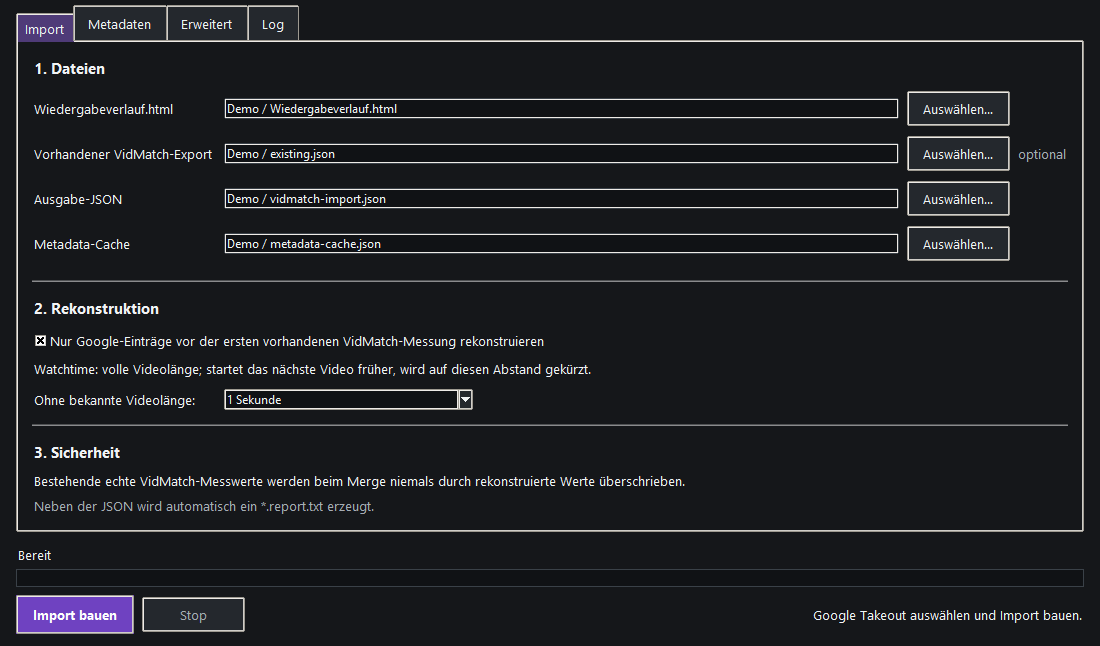 Import
Metadaten
Erweitert
Log
1. Dateien
Wiedergabeverlauf.html
Demo / Wiedergabeverlauf.html
Auswählen...
Vorhandener VidMatch-Export
Demo / existing.json
Auswählen...
optional
Ausgabe-JSON
Demo / vidmatch-import.json
Auswählen...
Metadata-Cache
Demo / metadata-cache.json
Auswählen...
2. Rekonstruktion
Nur Google-Einträge vor der ersten vorhandenen VidMatch-Messung rekonstruieren
Watchtime: volle Videolänge; startet das nächste Video früher, wird auf diesen Abstand gekürzt.
Ohne bekannte Videolänge:
1 Sekunde
3. Sicherheit
Bestehende echte VidMatch-Messwerte werden beim Merge niemals durch rekonstruierte Werte überschrieben.
Neben der JSON wird automatisch ein *.report.txt erzeugt.
Bereit
Import bauen
Stop
Google Takeout auswählen und Import bauen.